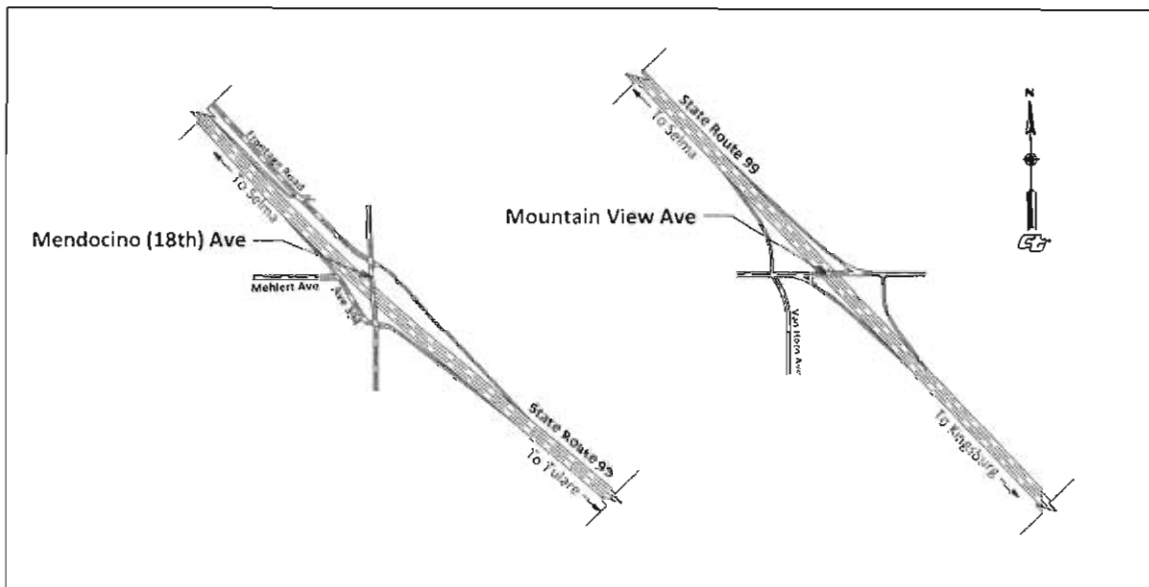 Frontage Road
To Selma
Mendocino (18th) Ave
Mehlert Ave
State Route 99
To Tulare
State Route 99
To Selma
Mountain View Ave
Van Horn Ave
To Kingsburg
N
ct